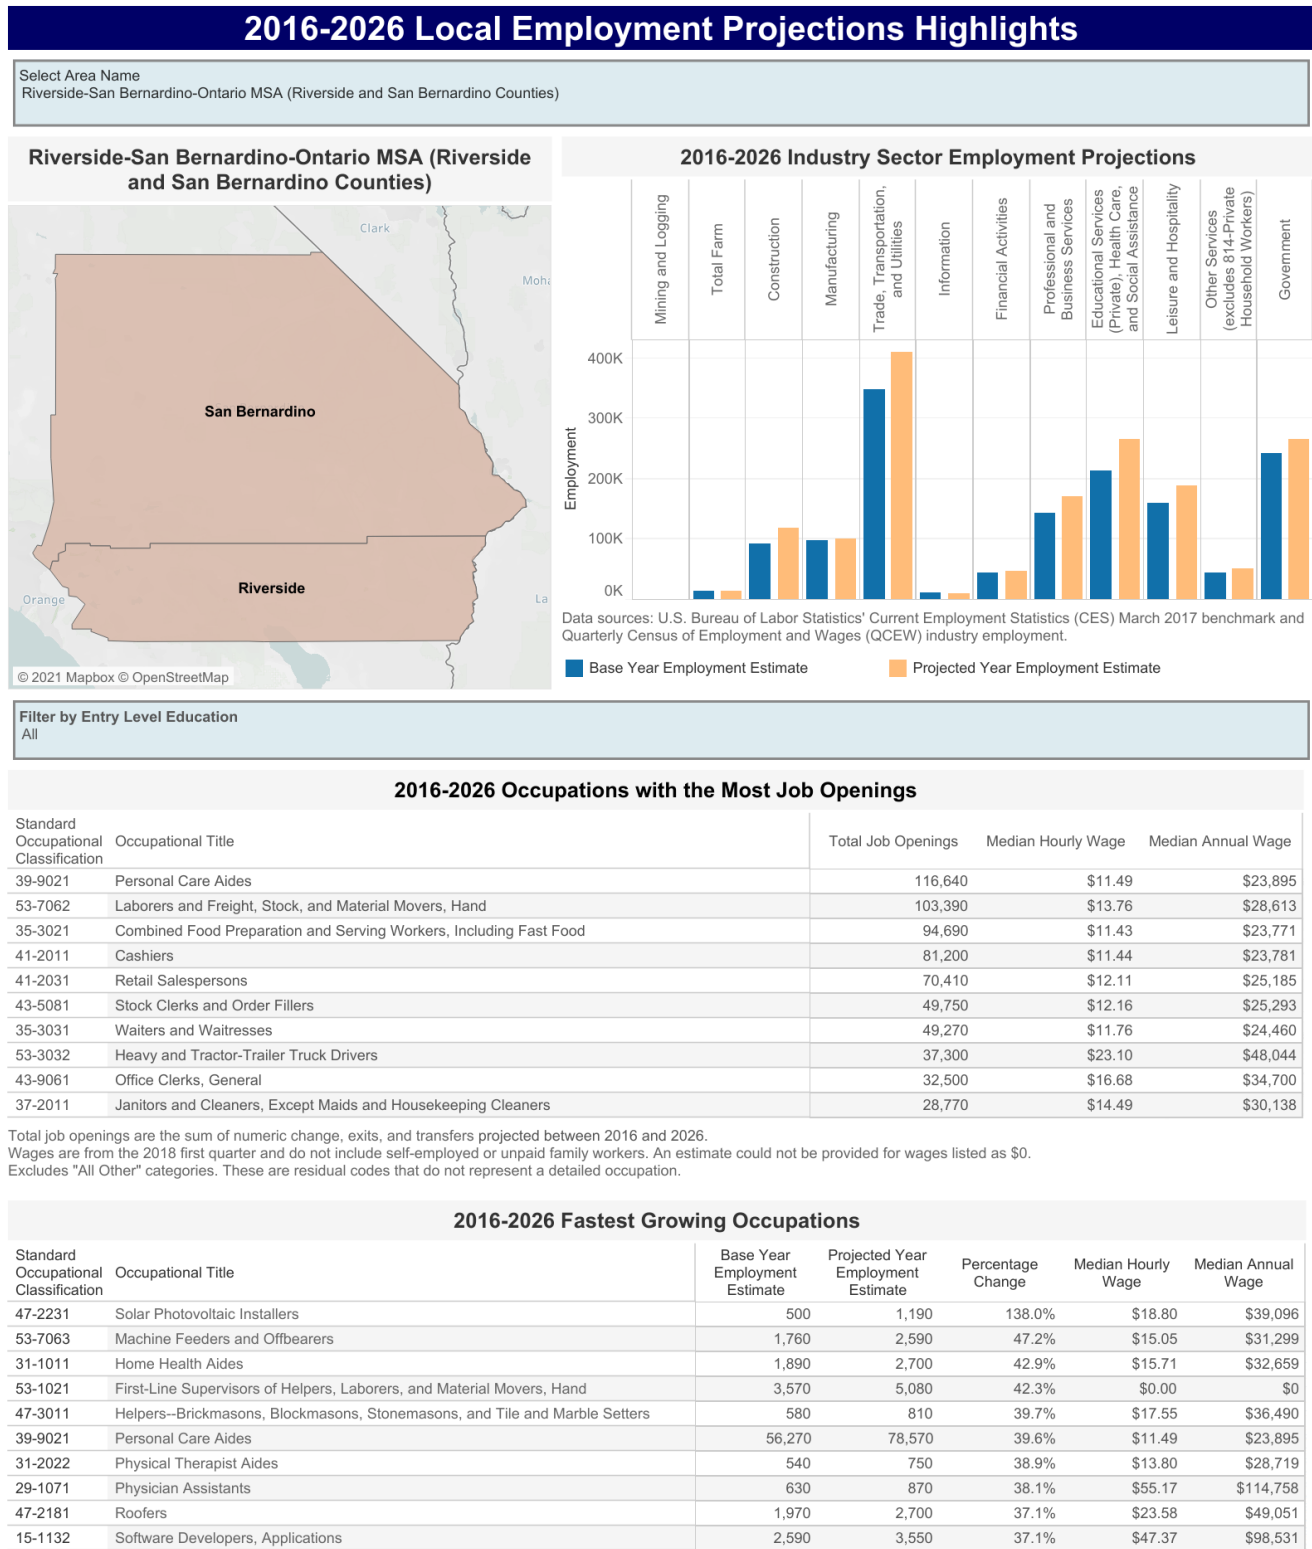 2016-2026 Local Employment Projections Highlights
Select Area Name
Riverside-San Bernardino-Ontario MSA (Riverside and San Bernardino Counties)
Riverside-San Bernardino-Ontario MSA (Riverside
and San Bernardino Counties)
Clark
Moha
San Bernardino
Riverside
Orange
La
© 2021 Mapbox © OpenStreetMap
2016-2026 Industry Sector Employment Projections
Mining and Logging
Total Farm
Construction
Manufacturing
Trade, Transportation,
and Utilities
Information
Financial Activities
Professional and
Business Services
Educational Services
(Private), Health Care,
and Social Assistance
Leisure and Hospitality
Other Services
(excludes 814-Private
Household Workers)
Government
Employment
400K
300K
200K
100K
0K
Data sources: U.S. Bureau of Labor Statistics' Current Employment Statistics (CES) March 2017 benchmark and
Quarterly Census of Employment and Wages (QCEW) industry employment.
Base Year Employment Estimate
Projected Year Employment Estimate
Filter by Entry Level Education
All
2016-2026 Occupations with the Most Job Openings
Standard
Occupational
Classification
Occupational Title
Total Job Openings
Median Hourly Wage
Median Annual Wage
39-9021 Personal Care Aides 116,640 $11.49 $23,895
53-7062 Laborers and Freight, Stock, and Material Movers, Hand 103,390 $13.76 $28,613
35-3021 Combined Food Preparation and Serving Workers, Including Fast Food 94,690 $11.43 $23,771
41-2011 Cashiers 81,200 $11.44 $23,781
41-2031 Retail Salespersons 70,410 $12.11 $25,185
43-5081 Stock Clerks and Order Fillers 49,750 $12.16 $25,293
35-3031 Waiters and Waitresses 49,270 $11.76 $24,460
53-3032 Heavy and Tractor-Trailer Truck Drivers 37,300 $23.10 $48,044
43-9061 Office Clerks, General 32,500 $16.68 $34,700
37-2011 Janitors and Cleaners, Except Maids and Housekeeping Cleaners 28,770 $14.49 $30,138
Total job openings are the sum of numeric change, exits, and transfers projected between 2016 and 2026.
Wages are from the 2018 first quarter and do not include self-employed or unpaid family workers. An estimate could not be provided for wages listed as $0.
Excludes "All Other" categories. These are residual codes that do not represent a detailed occupation.
2016-2026 Fastest Growing Occupations
Standard
Occupational
Classification
Occupational Title
Base Year
Employment
Estimate
Projected Year
Employment
Estimate
Percentage
Change
Median Hourly
Wage
Median Annual
Wage
47-2231 Solar Photovoltaic Installers 500 1,190 138.0% $18.80 $39,096
53-7063 Machine Feeders and Offbearers 1,760 2,590 47.2% $15.05 $31,299
31-1011 Home Health Aides 1,890 2,700 42.9% $15.71 $32,659
53-1021 First-Line Supervisors of Helpers, Laborers, and Material Movers, Hand 3,570 5,080 42.3% $0.00 $0
47-3011 Helpers--Brickmasons, Blockmasons, Stonemasons, and Tile and Marble Setters 580 810 39.7% $17.55 $36,490
39-9021 Personal Care Aides 56,270 78,570 39.6% $11.49 $23,895
31-2022 Physical Therapist Aides 540 750 38.9% $13.80 $28,719
29-1071 Physician Assistants 630 870 38.1% $55.17 $114,758
47-2181 Roofers 1,970 2,700 37.1% $23.58 $49,051
15-1132 Software Developers, Applications 2,590 3,550 37.1% $47.37 $98,531